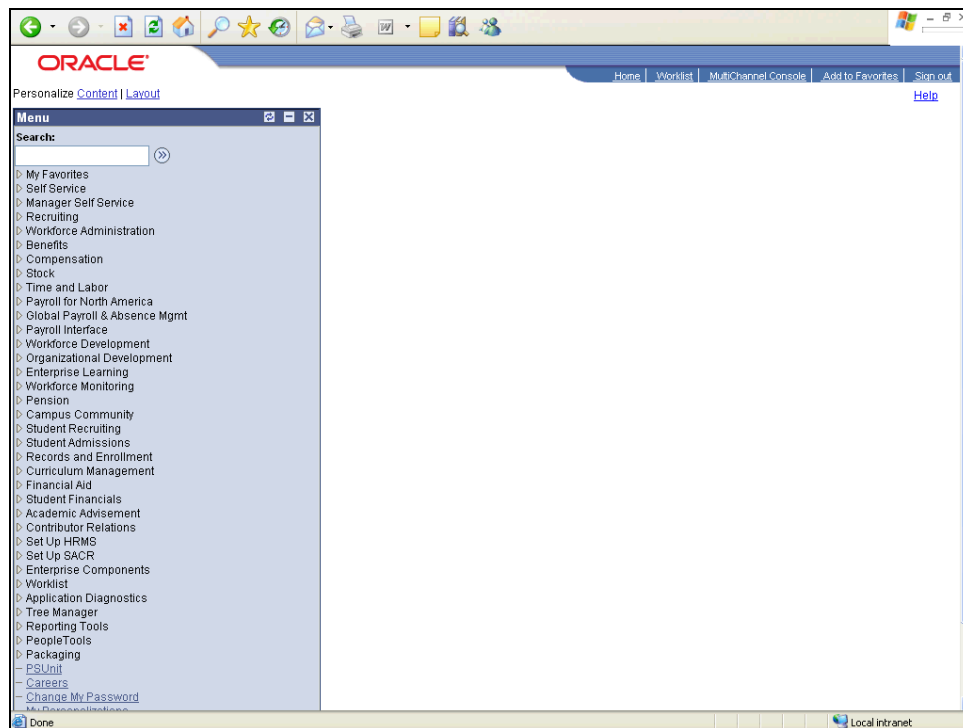 ORACLE'
Home | Worklist | MultiChannel Console | Add to Favorites | Sign out
Personalize Content | Layout
Help
Menu
Search:
My Favorites
Self Service
Manager Self Service
Recruiting
Workforce Administration
Benefits
Compensation
Stock
Time and Labor
Payroll for North America
Global Payroll & Absence Mgmt
Payroll Interface
Workforce Development
Organizational Development
Enterprise Learning
Workforce Monitoring
Pension
Campus Community
Student Recruiting
Student Admissions
Records and Enrollment
Curriculum Management
Financial Aid
Student Financials
Academic Advisement
Contributor Relations
Set Up HRMS
Set Up SACR
Enterprise Components
Worklist
Application Diagnostics
Tree Manager
Reporting Tools
PeopleTools
Packaging
PSUnit
Careers
Change My Password
My Personalizations
Done
Local intranet